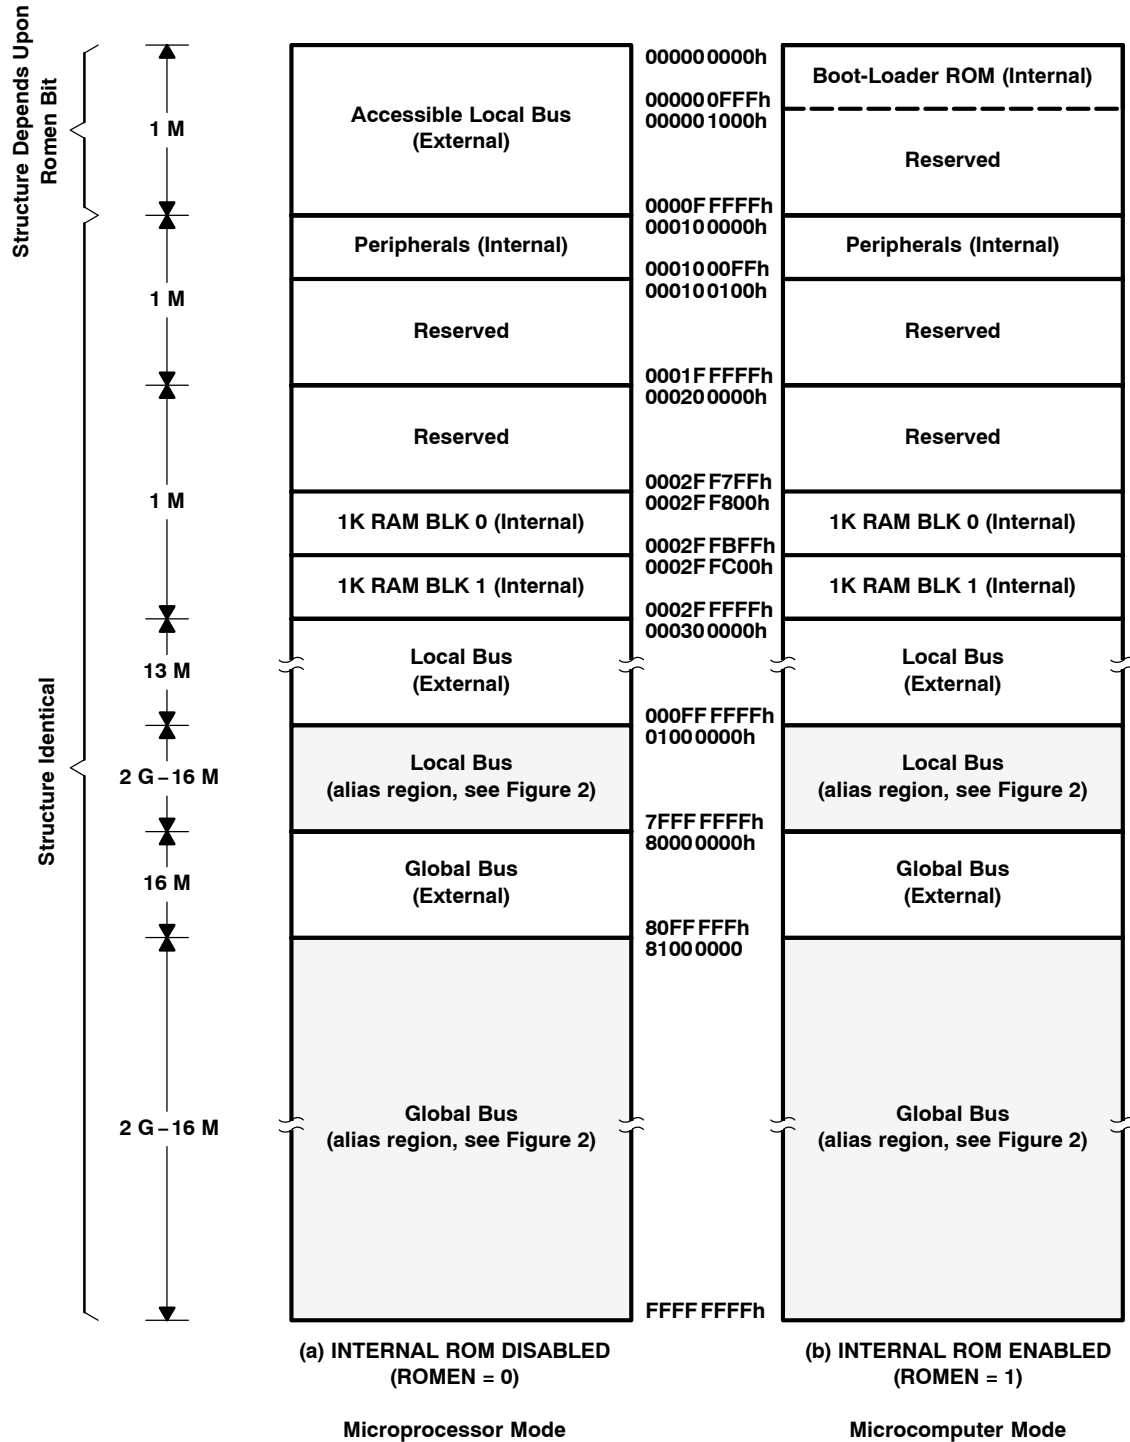 Structure Depends Upon
Romen Bit
Structure Identical
1 M
1 M
1 M
13 M
2 G–16 M
16 M
2 G–16 M
Accessible Local Bus
(External)
Peripherals (Internal)
Reserved
Reserved
1K RAM BLK 0 (Internal)
1K RAM BLK 1 (Internal)
Local Bus
(External)
Local Bus
(alias region, see Figure 2)
Global Bus
(External)
Global Bus
(alias region, see Figure 2)
00000 0000h
00000 0FFFh
00000 1000h
0000F FFFFh
00010 0000h
00010 00FFh
00010 0100h
0001F FFFFh
00020 0000h
0002F F7FFh
0002F F800h
0002F FBFFh
0002F FC00h
0002F FFFFh
00030 0000h
000FF FFFFh
0100 0000h
7FFF FFFFh
8000 0000h
80FF FFFh
8100 0000
FFFF FFFFh
Boot-Loader ROM (Internal)
Reserved
Peripherals (Internal)
Reserved
Reserved
1K RAM BLK 0 (Internal)
1K RAM BLK 1 (Internal)
Local Bus
(External)
Local Bus
(alias region, see Figure 2)
Global Bus
(External)
Global Bus
(alias region, see Figure 2)
(a) INTERNAL ROM DISABLED
(ROMEN = 0)
Microprocessor Mode
(b) INTERNAL ROM ENABLED
(ROMEN = 1)
Microcomputer Mode